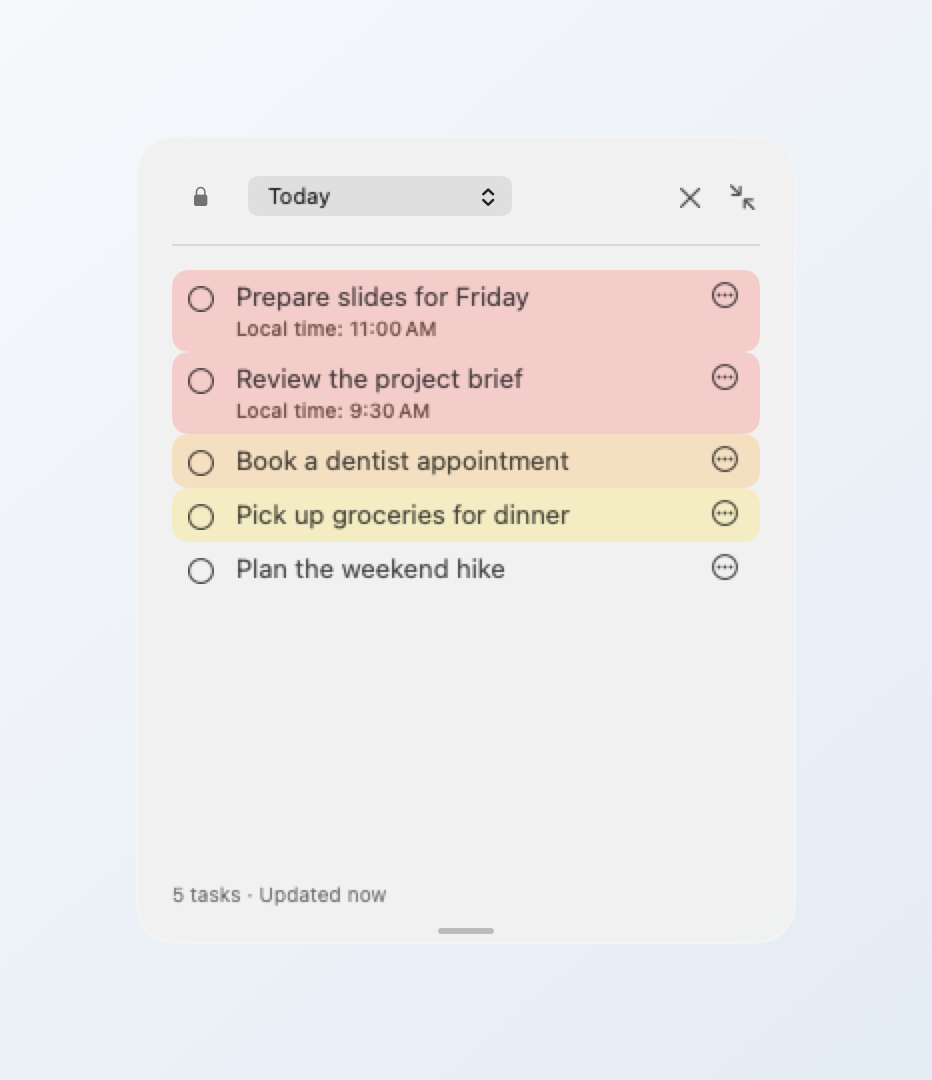 Today
Prepare slides for Friday
Local time: 11:00 AM
Review the project brief
Local time: 9:30 AM
Book a dentist appointment
Pick up groceries for dinner
Plan the weekend hike
5 tasks · Updated now